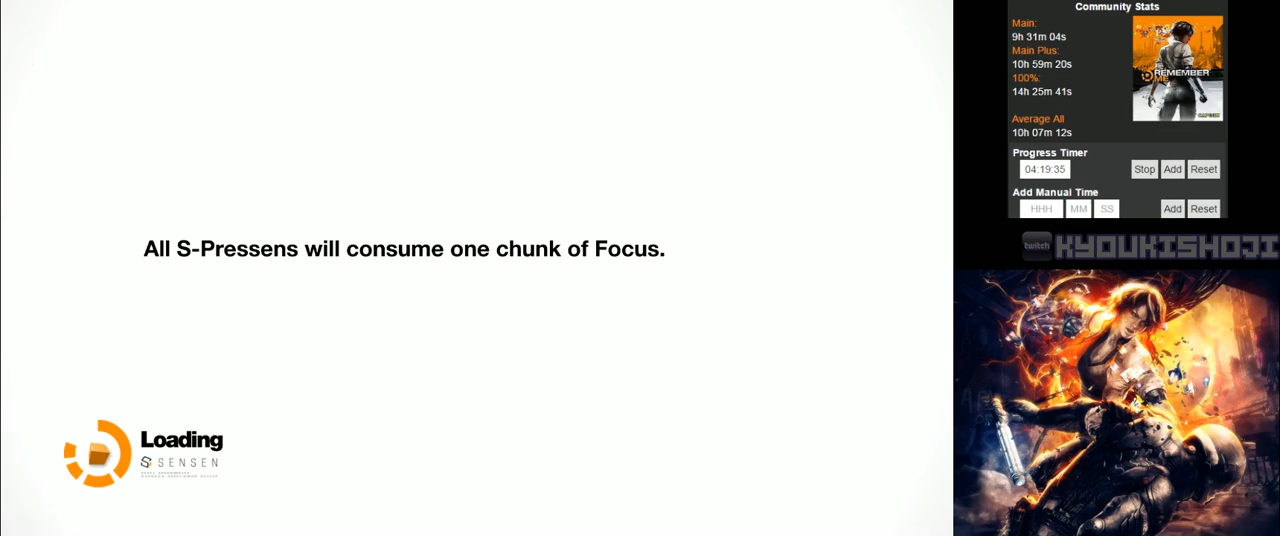 All S-Pressens will consume one chunk of Focus.
Loading
SENSEN
Community Stats
Main:
9h 31m 04s
Main Plus:
10h 59m 20s
100%:
14h 25m 41s
Average All
10h 07m 12s
REMEMBER
ME
CAPCOM
Progress Timer
04:19:35 Stop Add Reset
Add Manual Time
HHH MM SS Add Reset
twitch KYOUKISHOJI